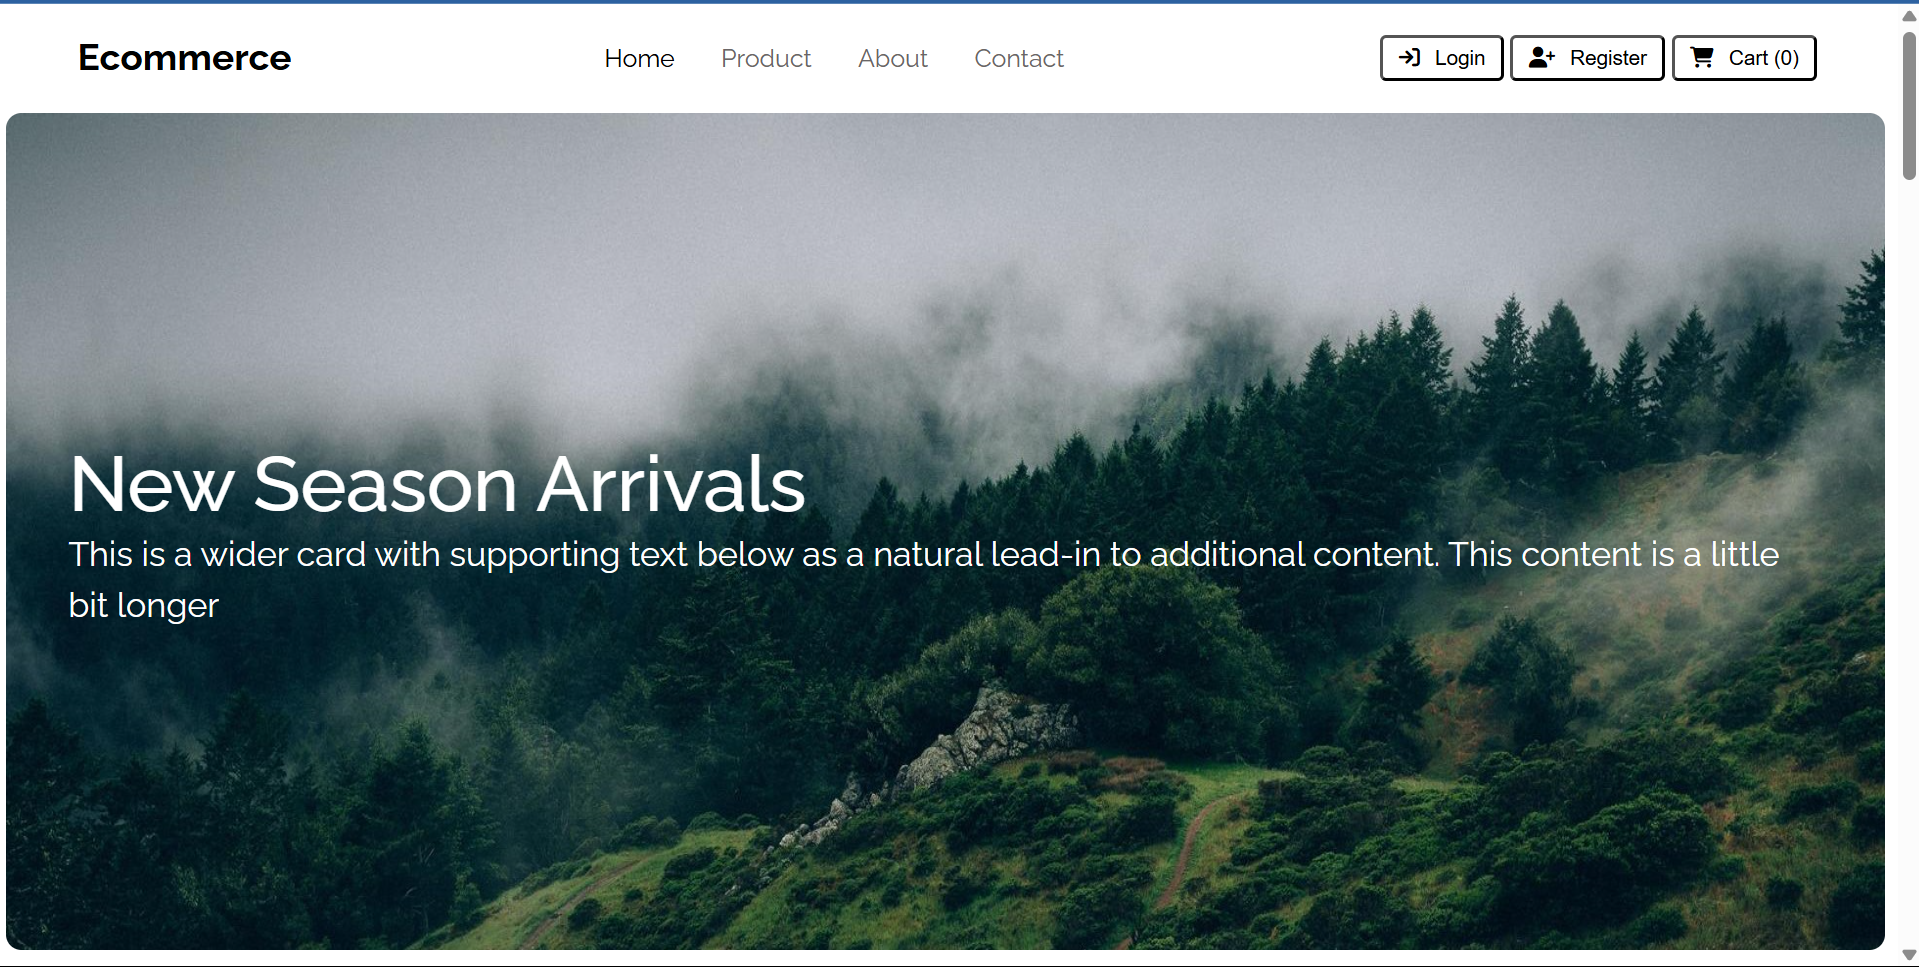 Ecommerce
Home Product About Contact
Login Register Cart (0)
New Season Arrivals
This is a wider card with supporting text below as a natural lead-in to additional content. This content is a little
bit longer